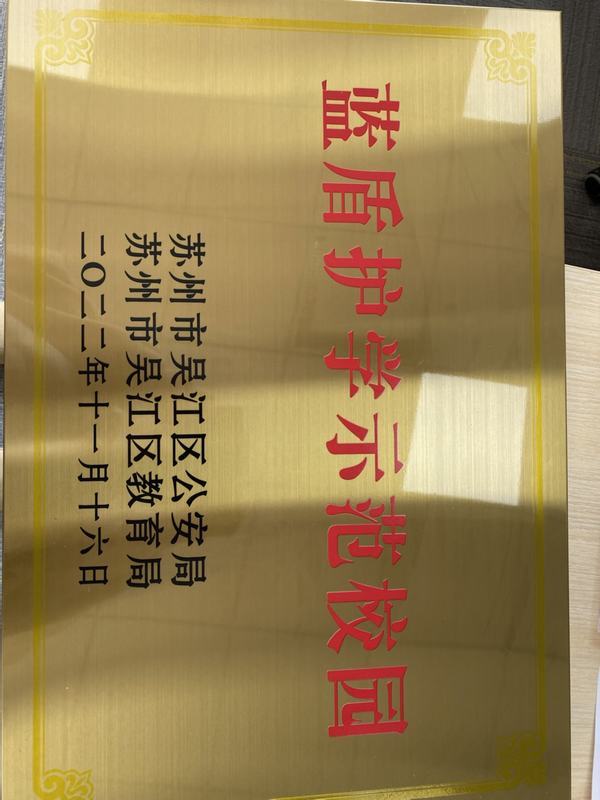 蓝盾护学示范校园
苏州市吴江区公安局
苏州市吴江区教育局
二〇二二年十一月十六日